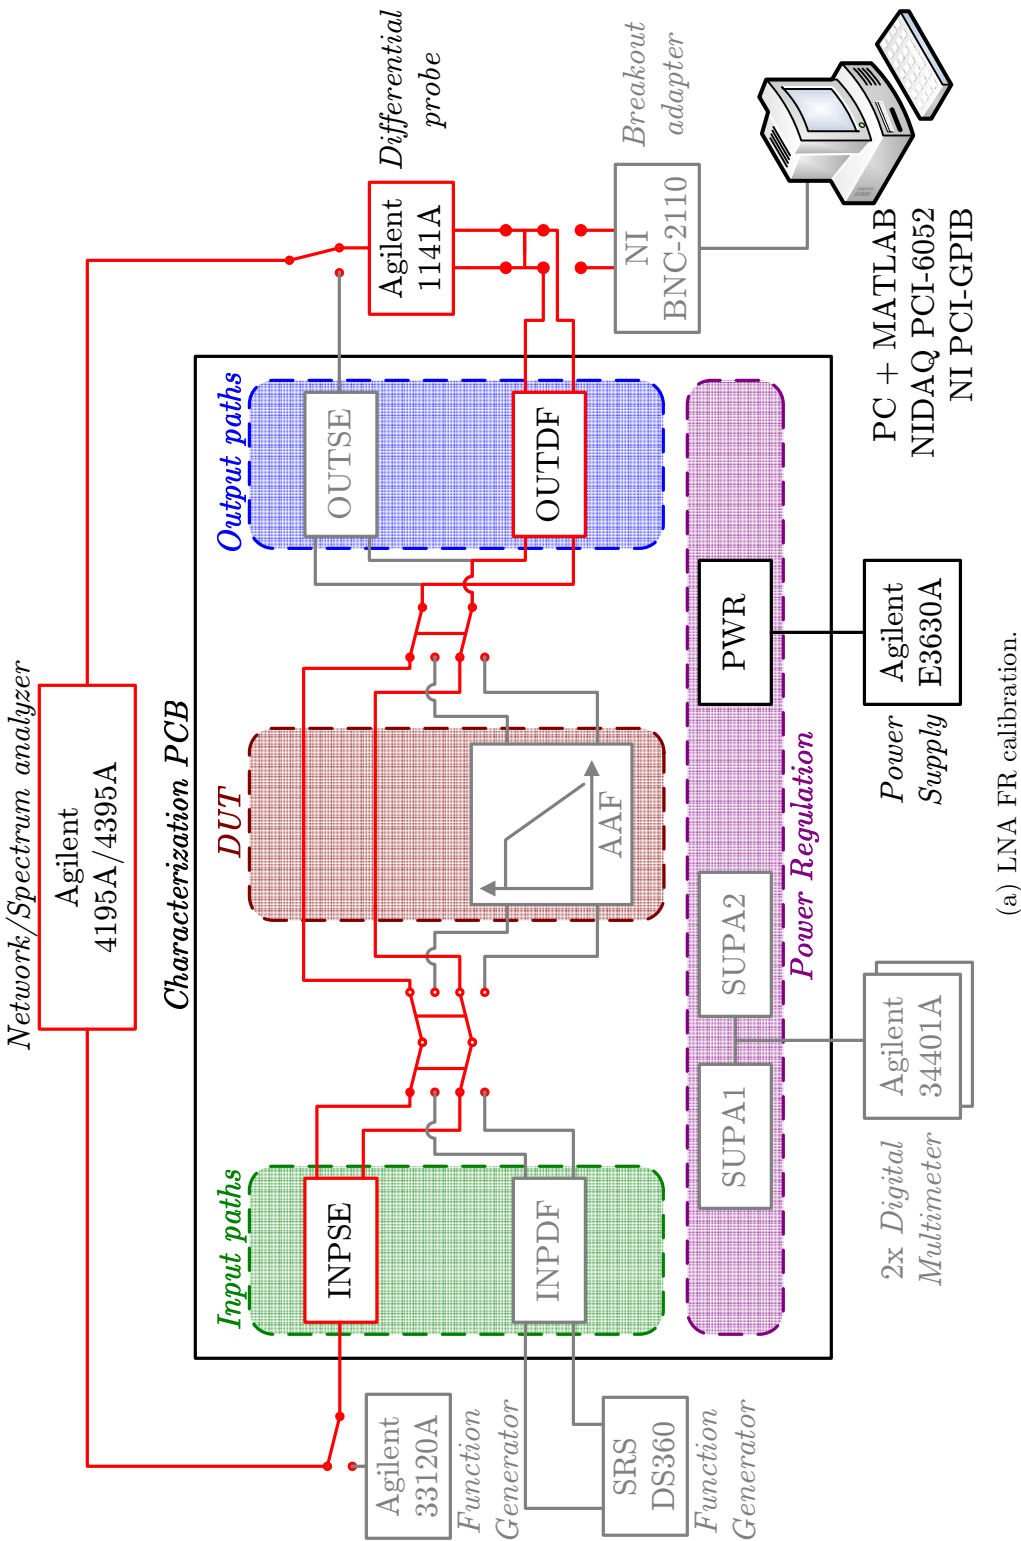 Network/Spectrum analyzer
Agilent
4195A/4395A
Characterization PCB
Input paths
DUT
Output paths
INPSE
OUTSE
INPDF
AAF
OUTDF
Agilent
33120A
Function
Generator
SRS
DS360
Function
Generator
Differential
probe
Agilent
1141A
Breakout
adapter
NI
BNC-2110
SUPA1
SUPA2
PWR
Power Regulation
2x Digital
Multimeter
Agilent
34401A
Power
Supply
Agilent
E3630A
PC + MATLAB
NIDAQ PCI-6052
NI PCI-GPIB
(a) LNA FR calibration.